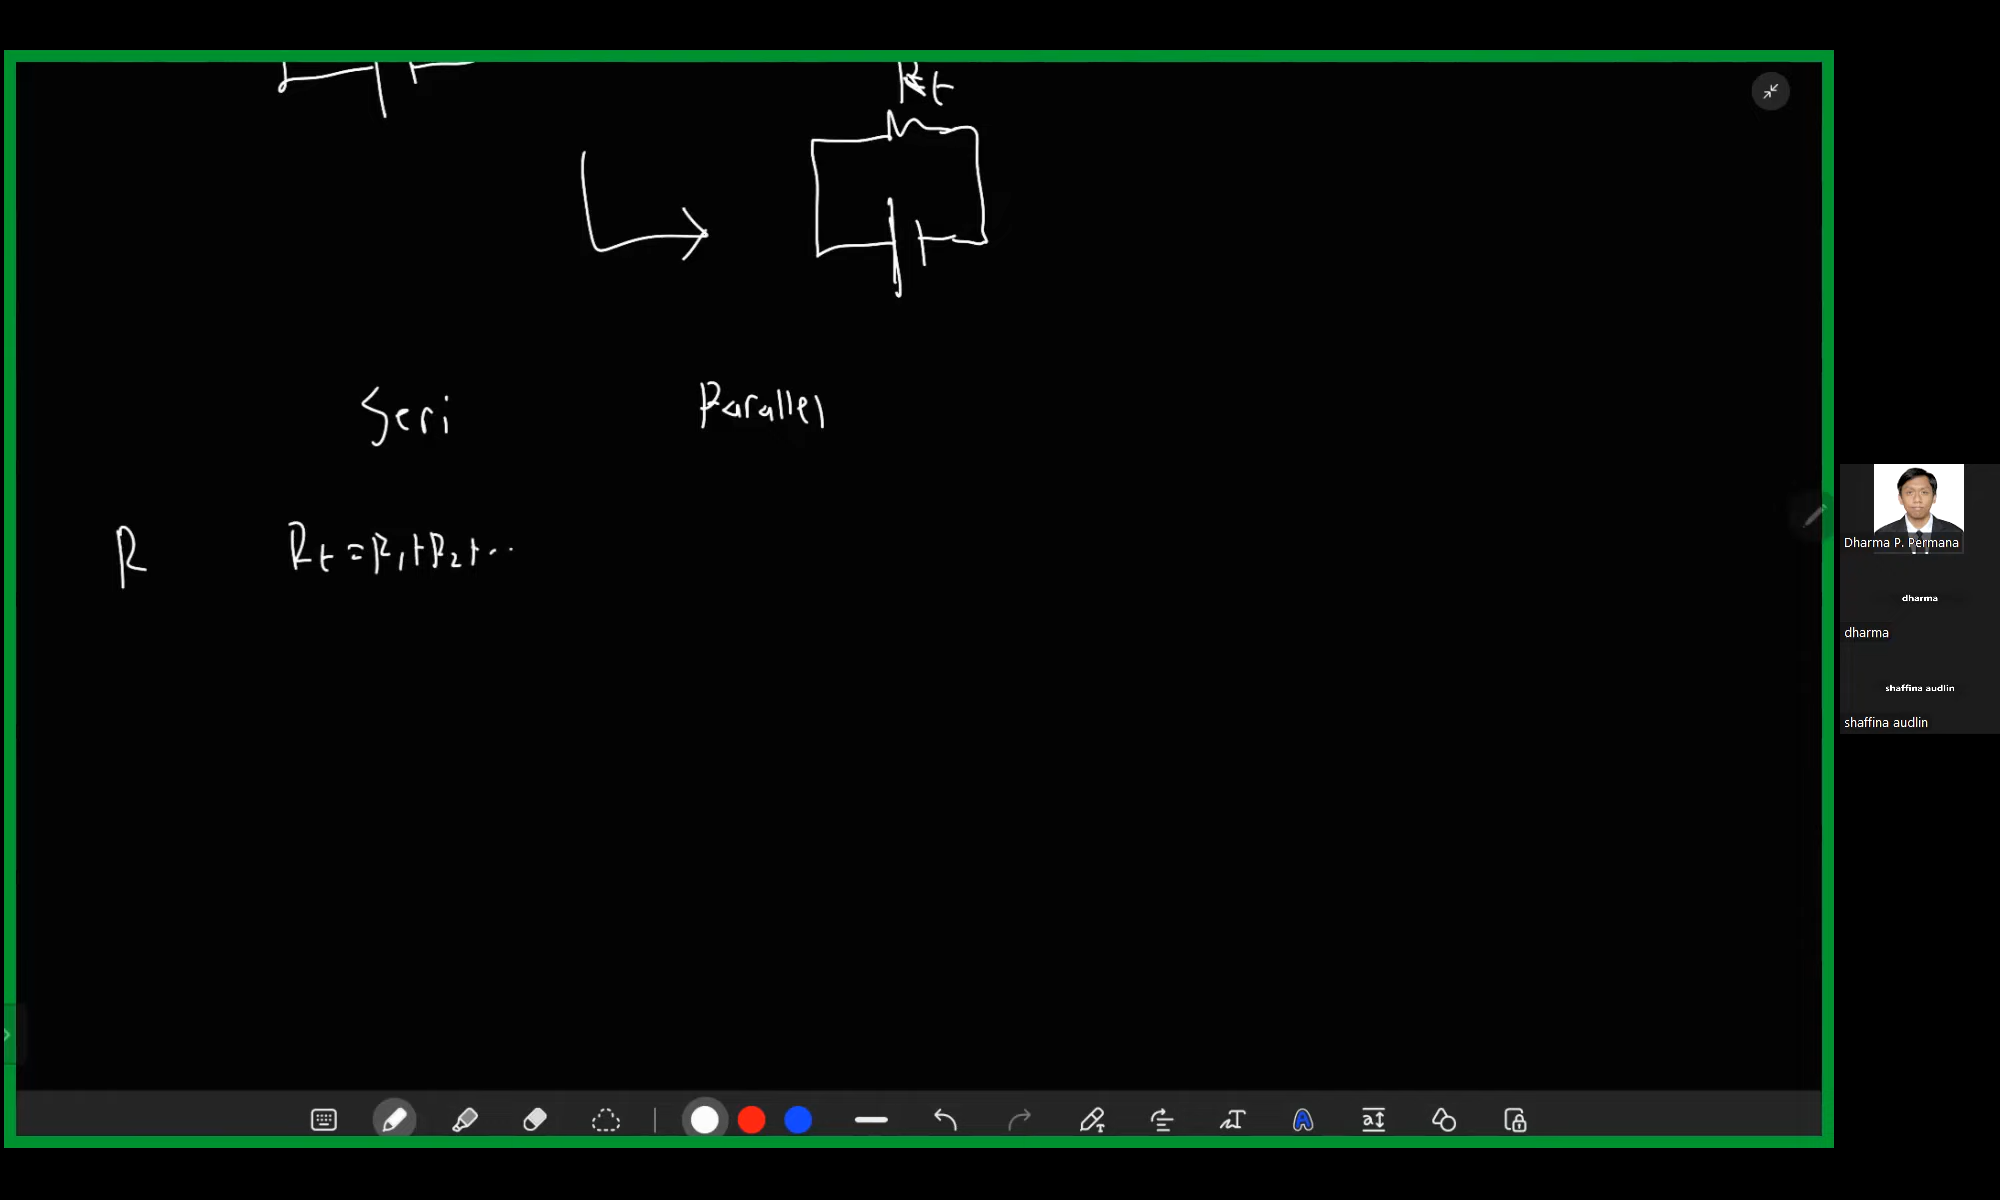 Rt
Seri Parallel
R Rt = R1 + R2 + ...
Dharma P. Permana
dharma
dharma
shaffina audlin
shaffina audlin